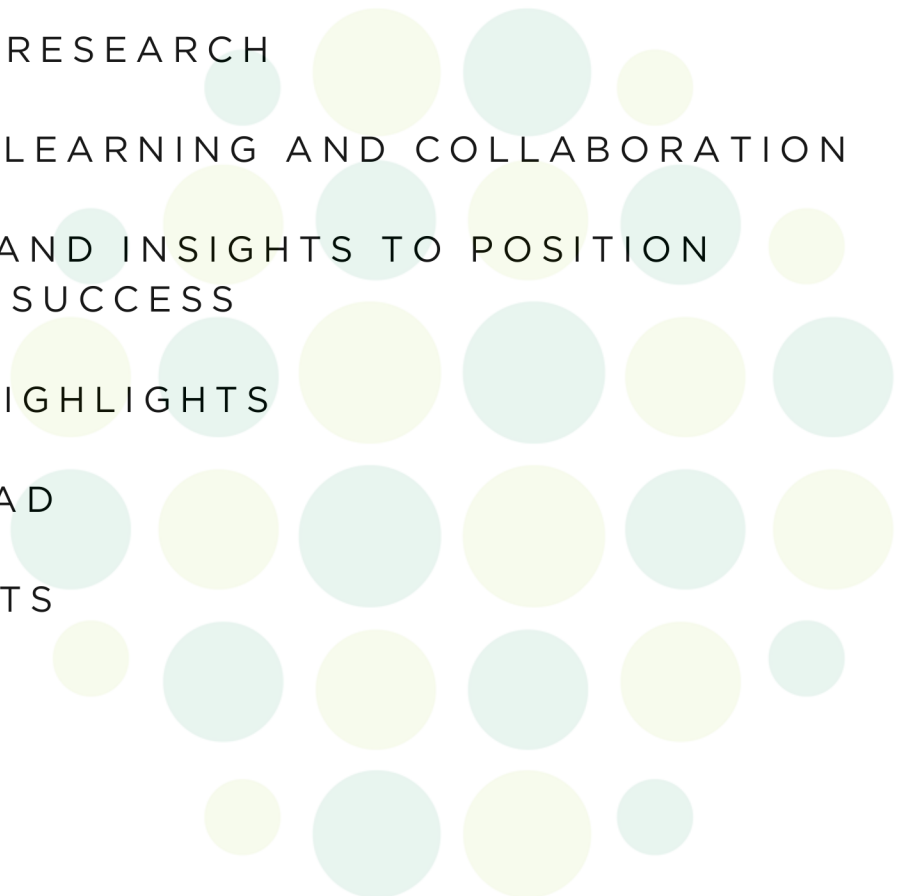 RESEARCH
LEARNING AND COLLABORATION
AND INSIGHTS TO POSITION
SUCCESS
IGHLIGHTS
AD
TS